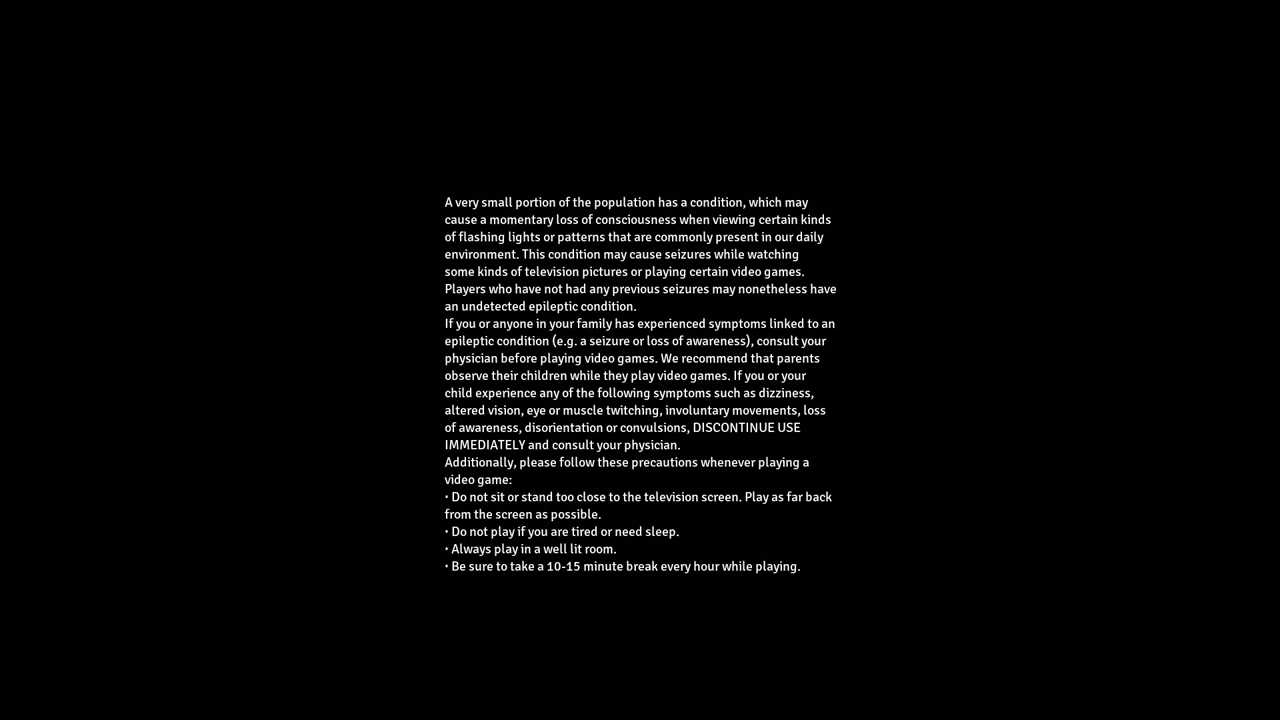 A very small portion of the population has a condition, which may
cause a momentary loss of consciousness when viewing certain kinds
of flashing lights or patterns that are commonly present in our daily
environment. This condition may cause seizures while watching
some kinds of television pictures or playing certain video games.
Players who have not had any previous seizures may nonetheless have
an undetected epileptic condition.
If you or anyone in your family has experienced symptoms linked to an
epileptic condition (e.g. a seizure or loss of awareness), consult your
physician before playing video games. We recommend that parents
observe their children while they play video games. If you or your
child experience any of the following symptoms such as dizziness,
altered vision, eye or muscle twitching, involuntary movements, loss
of awareness, disorientation or convulsions, DISCONTINUE USE
IMMEDIATELY and consult your physician.
Additionally, please follow these precautions whenever playing a
video game:
• Do not sit or stand too close to the television screen. Play as far back
from the screen as possible.
• Do not play if you are tired or need sleep.
• Always play in a well lit room.
• Be sure to take a 10-15 minute break every hour while playing.